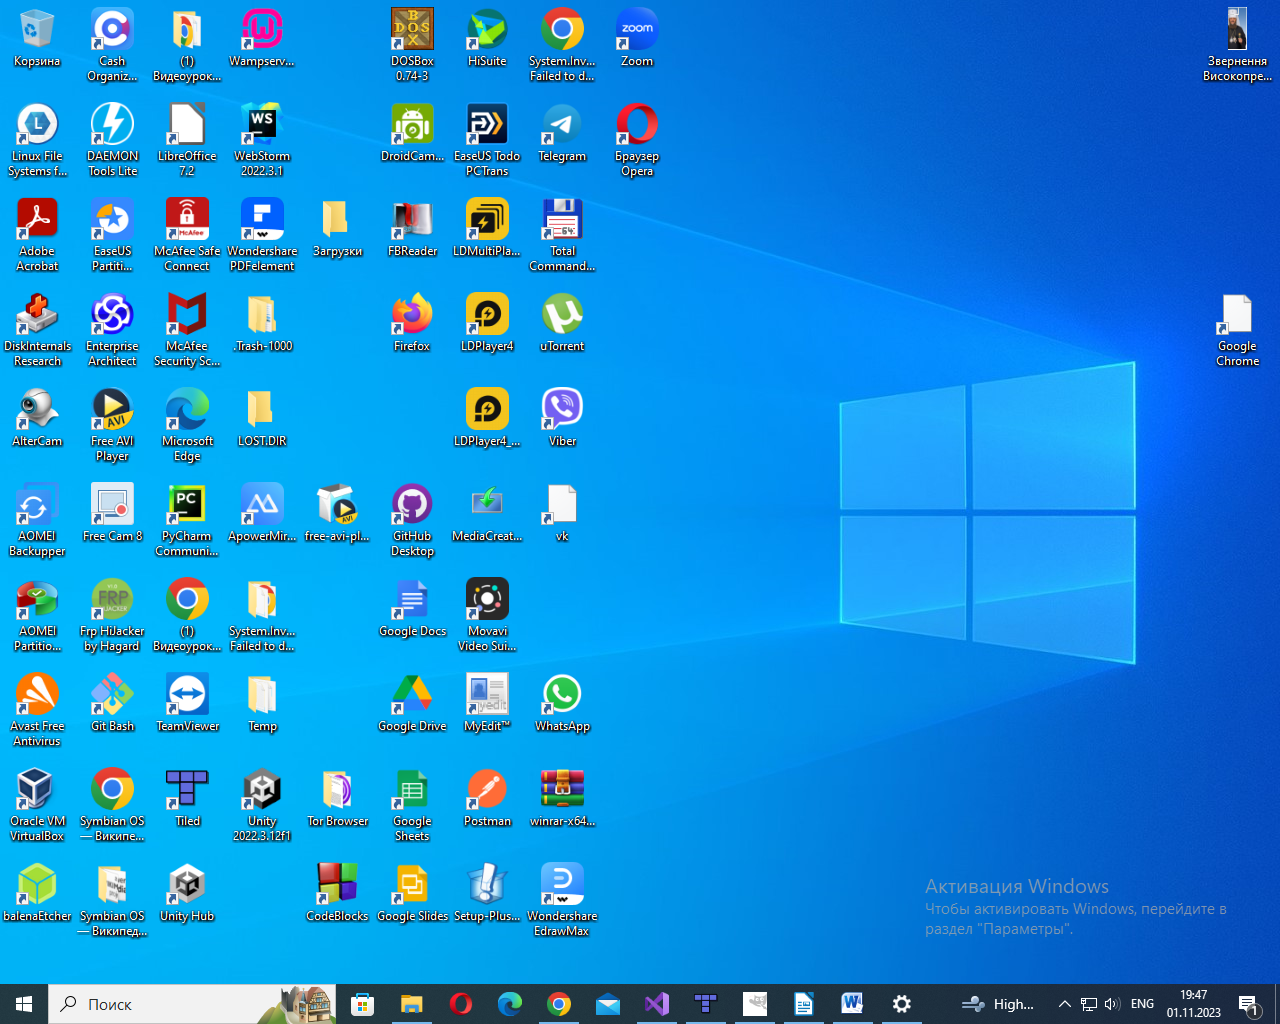 Корзина
Cash
Organiz...
(1)
Видеоурок...
Wampserv...
DOSBox
0.74-3
HiSuite
System.Inv...
Failed to d...
Zoom
Звернення
Високопре...
Linux File
Systems f...
DAEMON
Tools Lite
LibreOffice
7.2
WebStorm
2022.3.1
DroidCam...
EaseUS Todo
PCTrans
Telegram
Браузер
Opera
Adobe
Acrobat
EaseUS
Partiti...
McAfee Safe
Connect
Wondershare
PDFelement
Загрузки
FBReader
LDMultiPla...
Total
Command...
DiskInternals
Research
Enterprise
Architect
McAfee
Security Sc...
.Trash-1000
Firefox
LDPlayer4
uTorrent
Google
Chrome
AlterCam
Free AVI
Player
Microsoft
Edge
LOST.DIR
LDPlayer4_...
Viber
AOMEI
Backupper
Free Cam 8
PyCharm
Communi...
ApowerMir...
free-avi-pl...
GitHub
Desktop
MediaCreat...
vk
AOMEI
Partitio...
Frp HiJacker
by Hagard
(1)
Видеоурок...
System.Inv...
Failed to d...
Google Docs
Movavi
Video Sui...
Avast Free
Antivirus
Git Bash
TeamViewer
Temp
Google Drive
MyEdit™
WhatsApp
Oracle VM
VirtualBox
Symbian OS
— Википе...
Tiled
Unity
2022.3.12f1
Tor Browser
Google
Sheets
Postman
winrar-x64...
balenaEtcher
Symbian OS
— Википед...
Unity Hub
CodeBlocks
Google Slides
Setup-Plus...
Wondershare
EdrawMax
Активация Windows
Чтобы активировать Windows, перейдите в
раздел "Параметры".
Поиск
High...
ENG
19:47
01.11.2023
1